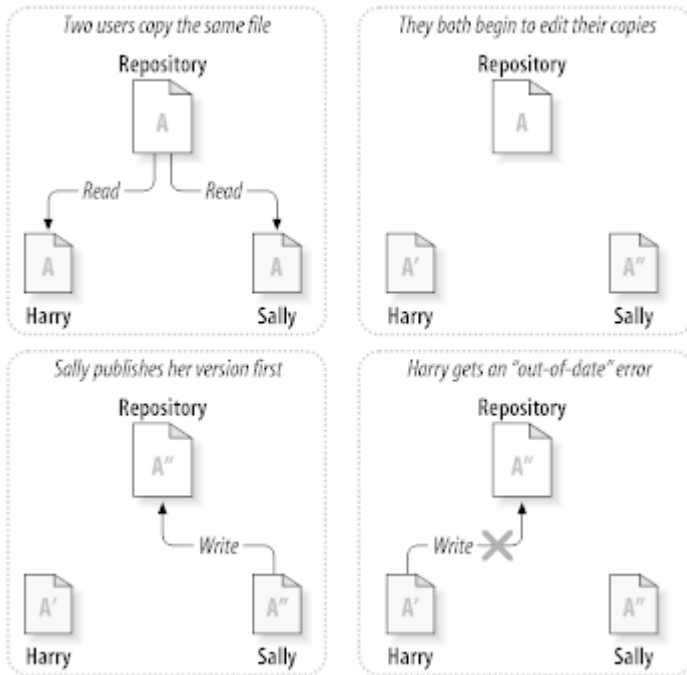 Two users copy the same file
Repository
A
Read Read
A A
Harry Sally
They both begin to edit their copies
Repository
A
A' A"
Harry Sally
Sally publishes her version first
Repository
A"
Write
A' A"
Harry Sally
Harry gets an "out-of-date" error
Repository
A"
Write
A' A"
Harry Sally